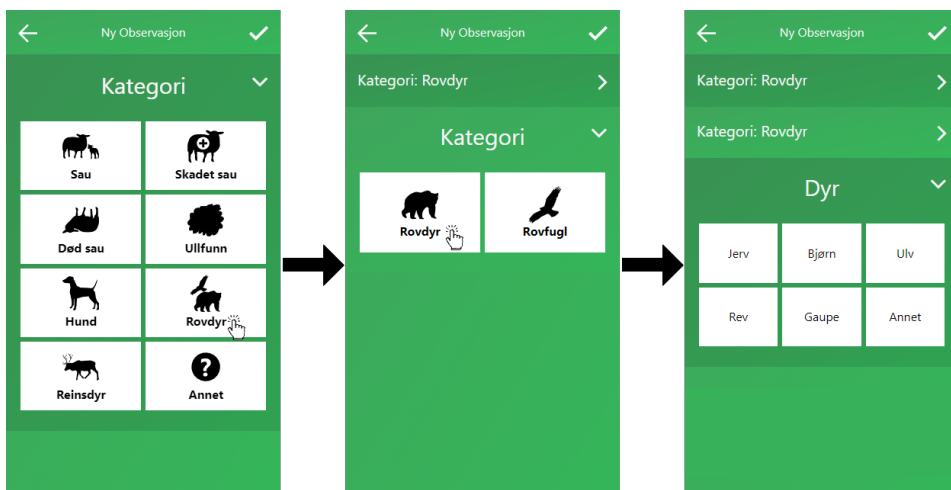 Ny Observasjon
Kategori
Sau
Skadet sau
Død sau
Ullfunn
Hund
Rovdyr
Reinsdyr
Annet
Ny Observasjon
Kategori: Rovdyr
Kategori
Rovdyr
Rovfugl
Ny Observasjon
Kategori: Rovdyr
Kategori: Rovdyr
Dyr
Jerv
Bjørn
Ulv
Rev
Gaupe
Annet